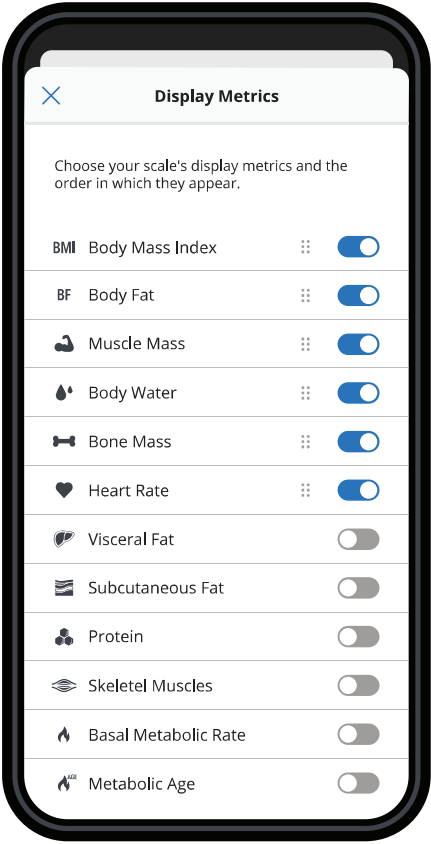 Display Metrics
Choose your scale's display metrics and the
order in which they appear.
BMI Body Mass Index
BF Body Fat
Muscle Mass
Body Water
Bone Mass
Heart Rate
Visceral Fat
Subcutaneous Fat
Protein
Skeletel Muscles
Basal Metabolic Rate
AGE Metabolic Age